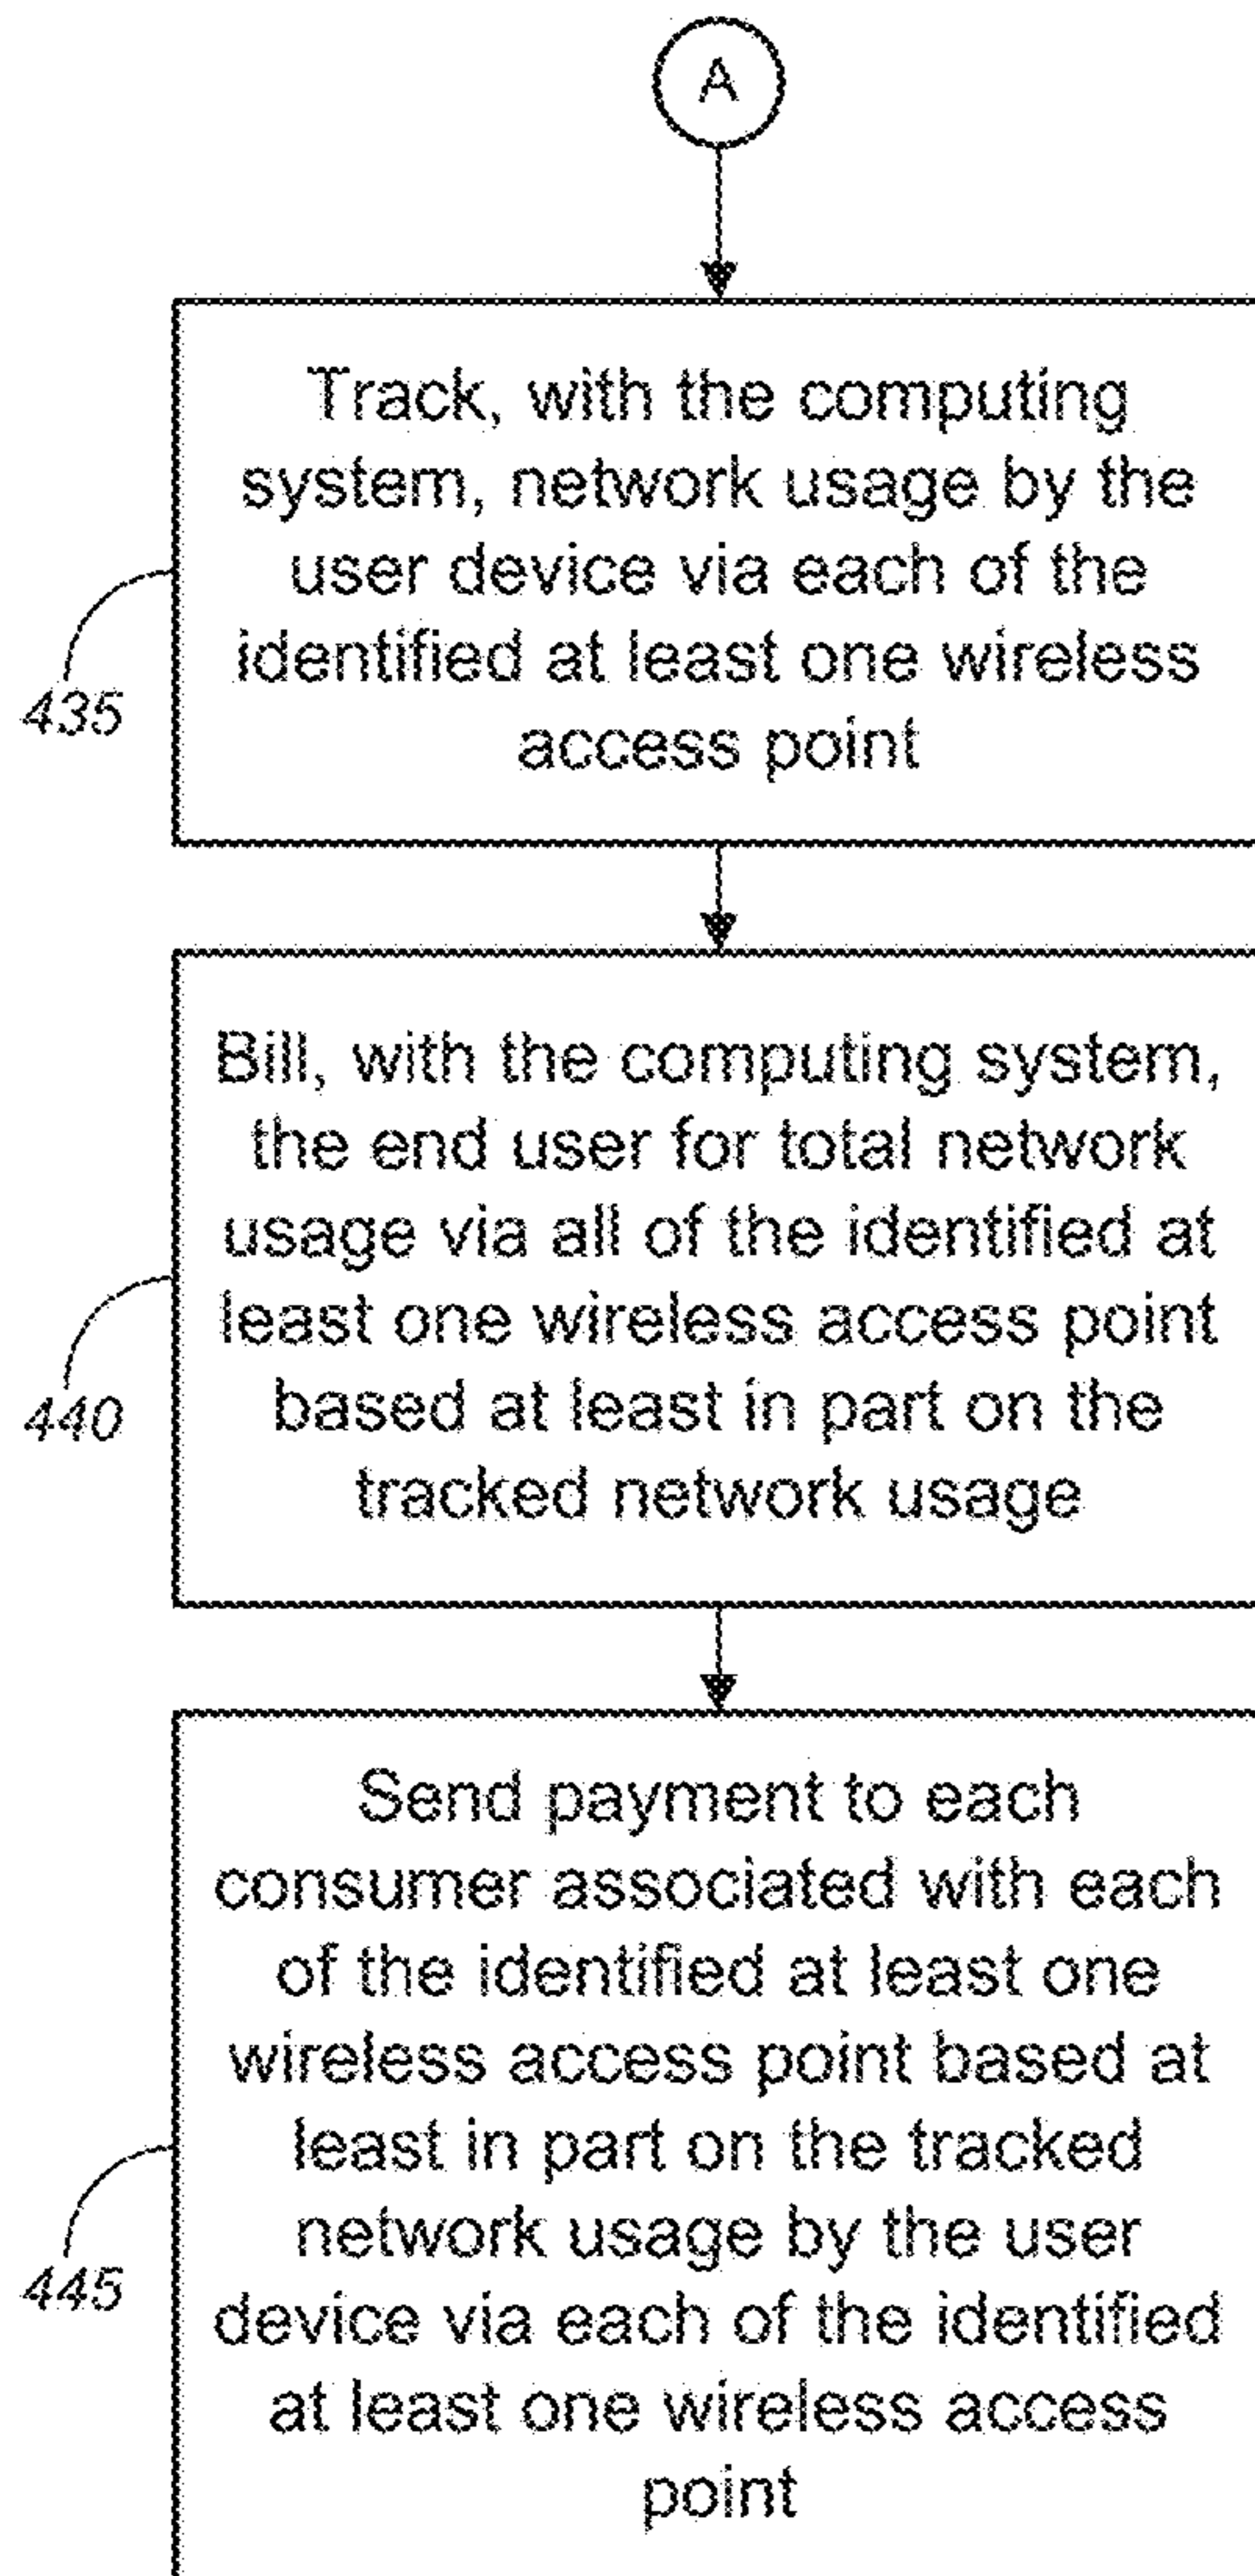 A
Track, with the computing
system, network usage by the
user device via each of the
identified at least one wireless
access point
435
Bill, with the computing system,
the end user for total network
usage via all of the identified at
least one wireless access point
based at least in part on the
tracked network usage
440
Send payment to each
consumer associated with each
of the identified at least one
wireless access point based at
least in part on the tracked
network usage by the user
device via each of the identified
at least one wireless access
point
445